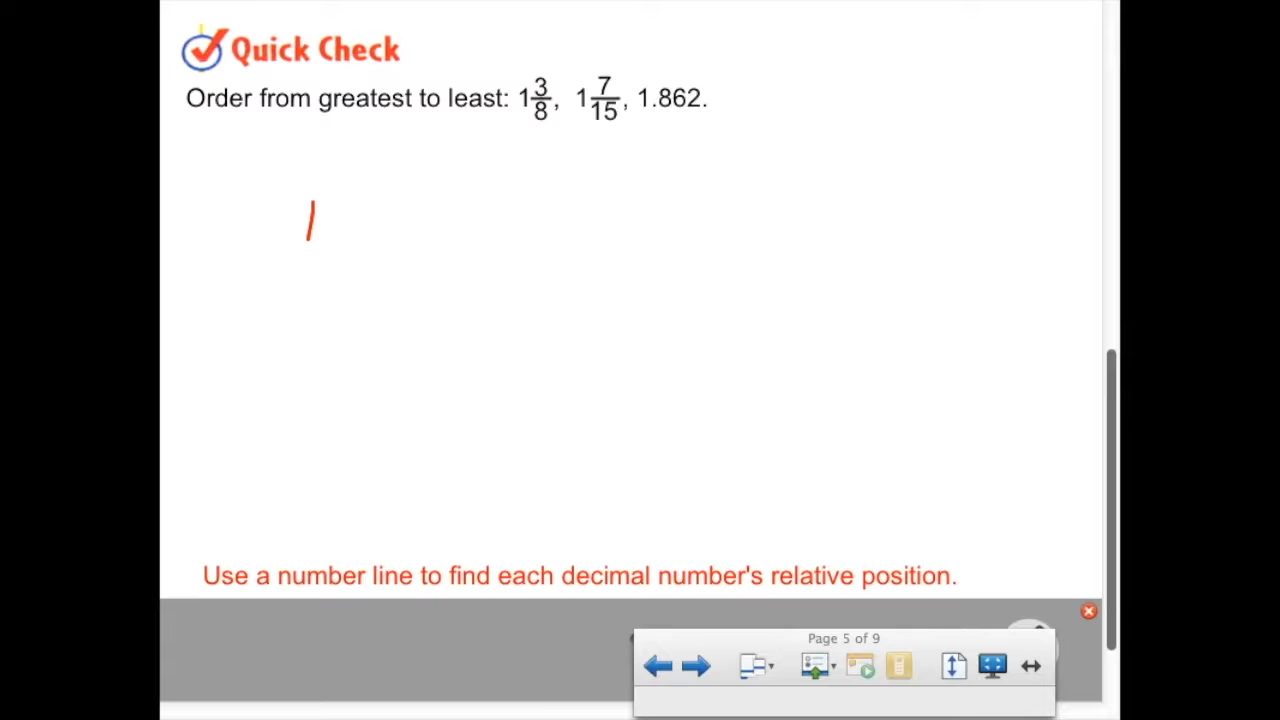 Quick Check
Order from greatest to least: 1 3/8, 1 7/15, 1.862.
Use a number line to find each decimal number's relative position.
Page 5 of 9